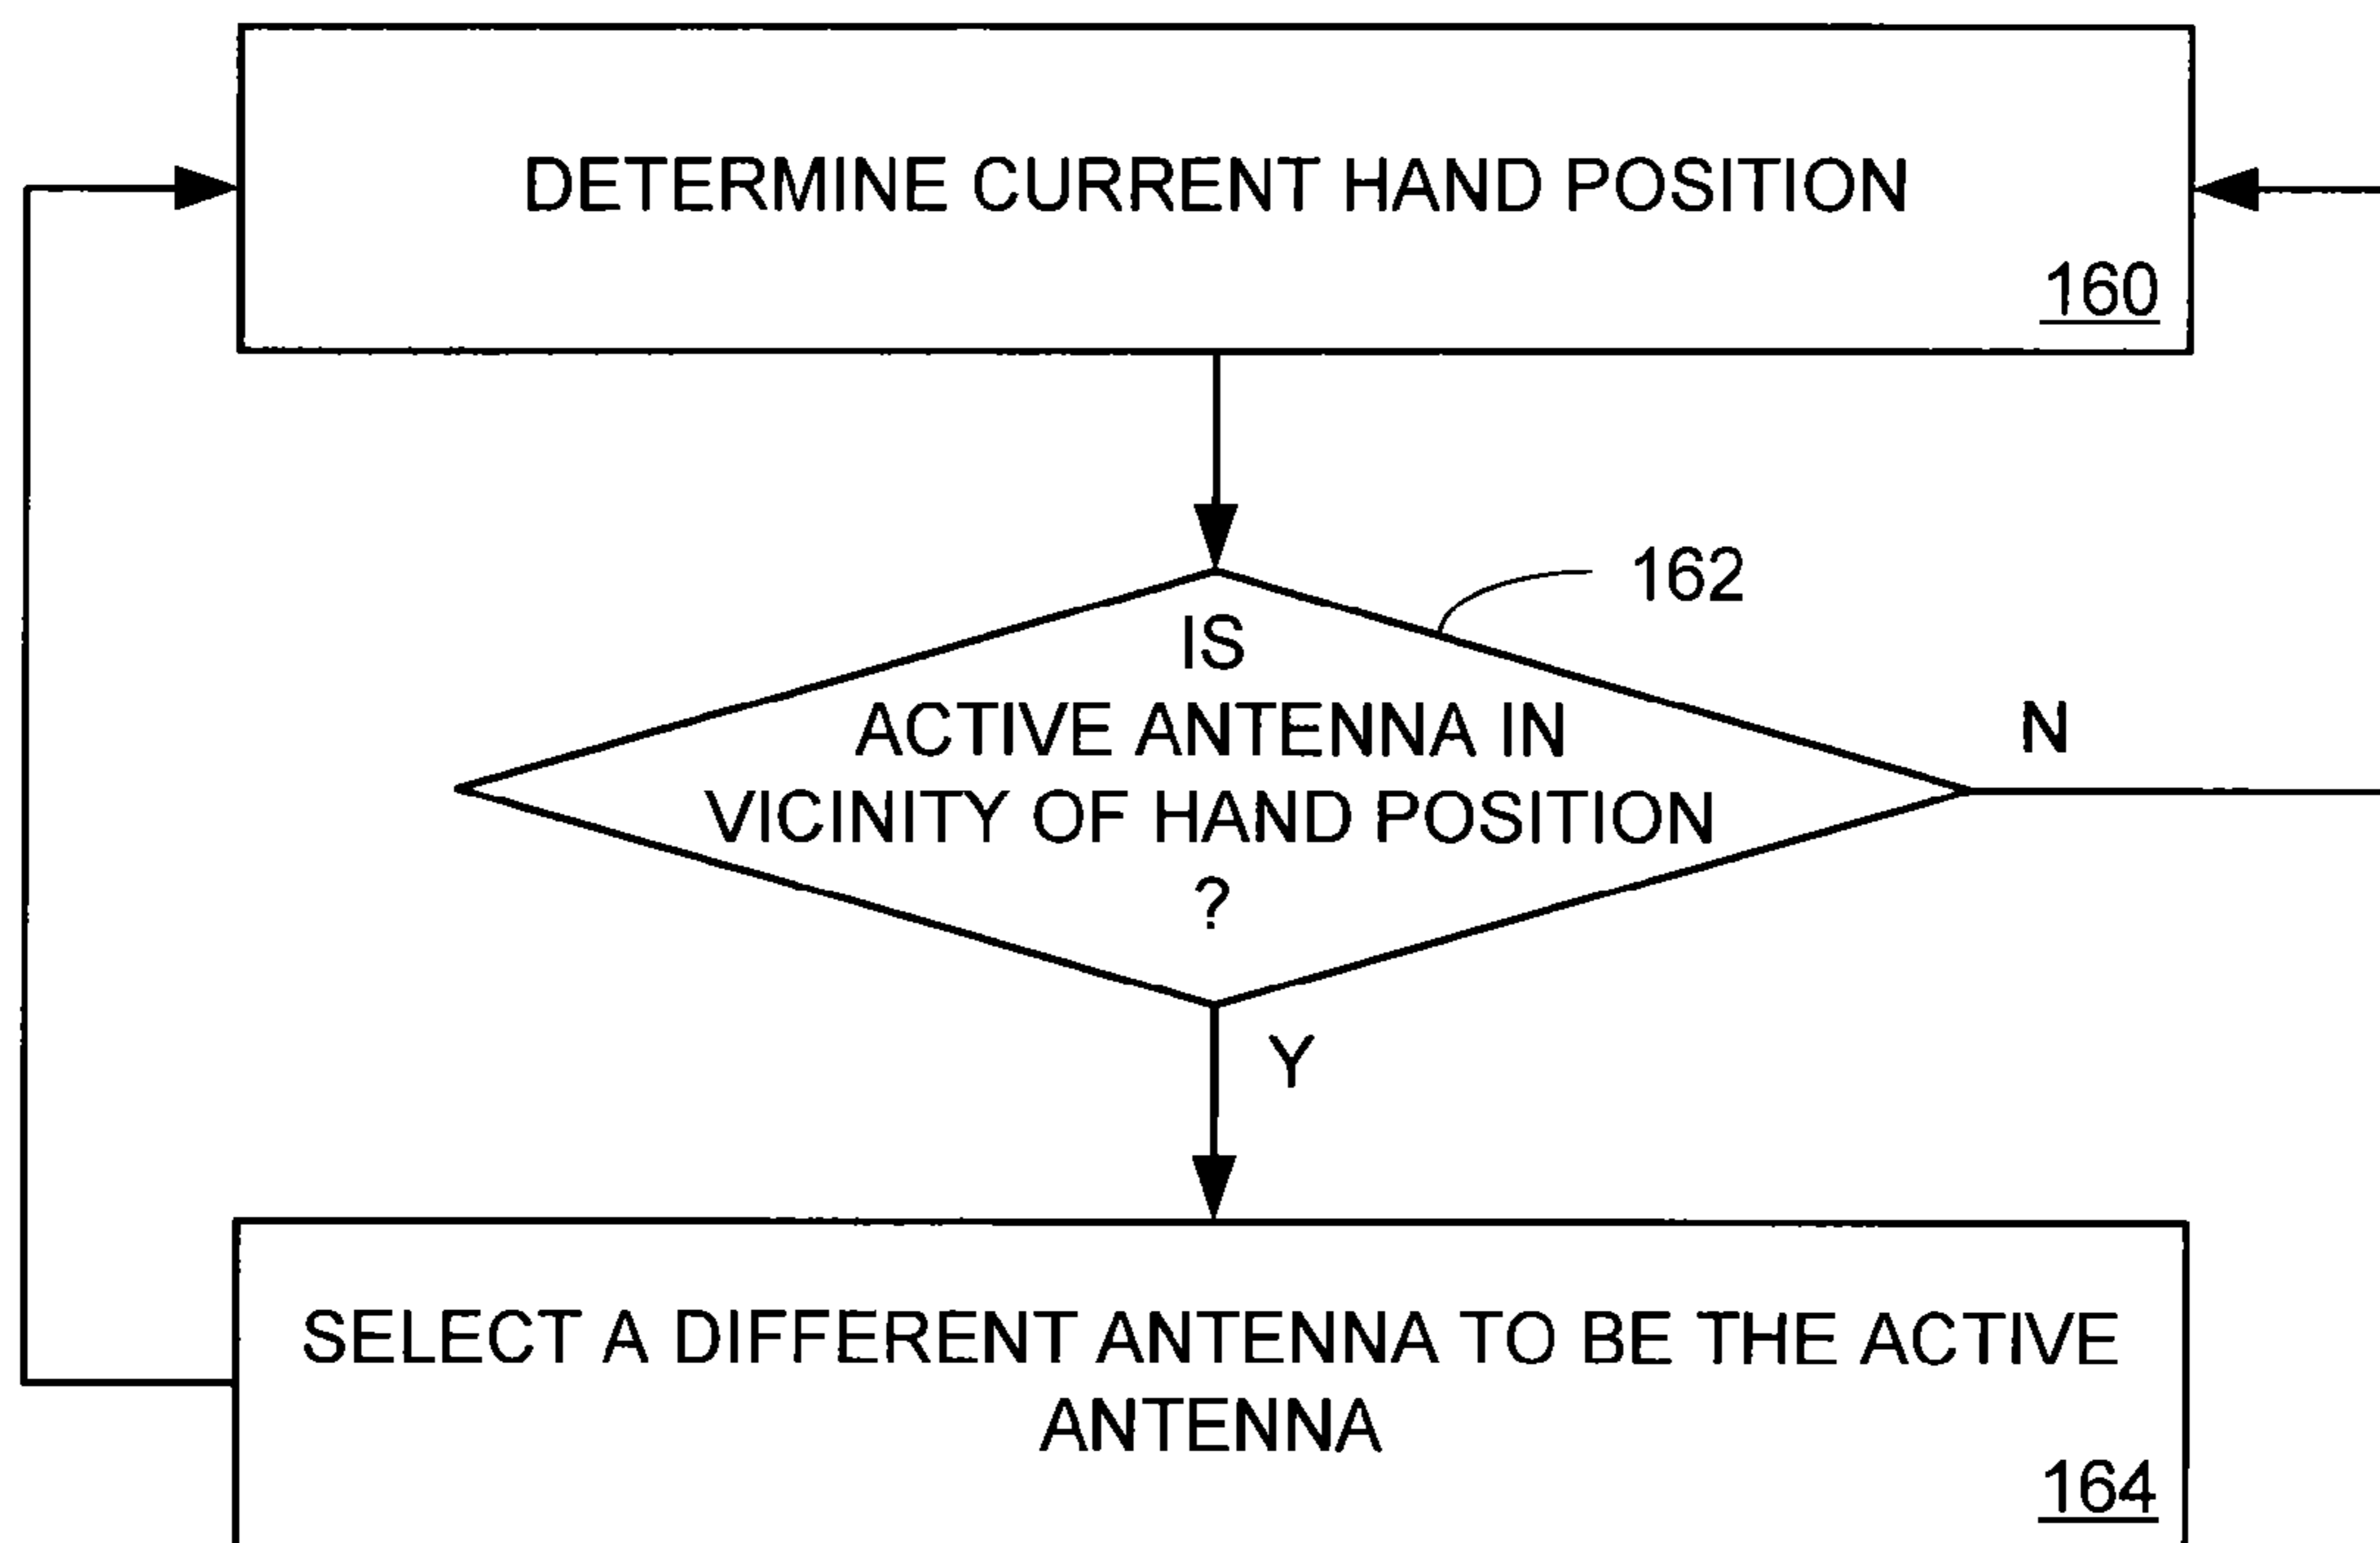 DETERMINE CURRENT HAND POSITION
160
162
IS
ACTIVE ANTENNA IN
VICINITY OF HAND POSITION
?
N
Y
SELECT A DIFFERENT ANTENNA TO BE THE ACTIVE
ANTENNA
164